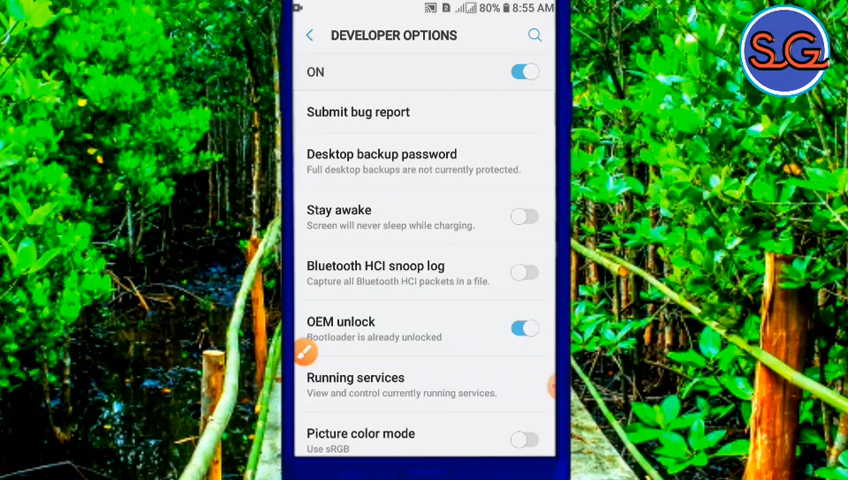 80% 8:55 AM
DEVELOPER OPTIONS
SG
ON
Submit bug report
Desktop backup password
Full desktop backups are not currently protected.
Stay awake
Screen will never sleep while charging.
Bluetooth HCI snoop log
Capture all Bluetooth HCI packets in a file.
OEM unlock
Bootloader is already unlocked
Running services
View and control currently running services.
Picture color mode
Use sRGB